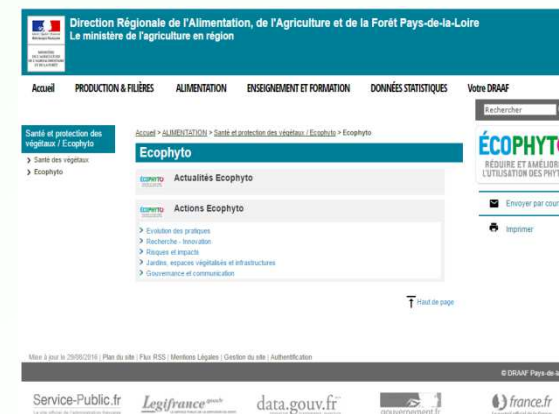 Direction Régionale de l'Alimentation, de l'Agriculture et de la Forêt Pays-de-la-Loire
Le ministère de l'agriculture en région
Accueil PRODUCTION & FILIÈRES ALIMENTATION ENSEIGNEMENT ET FORMATION DONNÉES STATISTIQUES Votre DRAAF
Rechercher
Santé et protection des végétaux / Ecophyto
> Santé des végétaux
> Ecophyto
Accueil > ALIMENTATION > Santé et protection des végétaux / Ecophyto > Ecophyto
Ecophyto
Actualités Ecophyto
Actions Ecophyto
> Evolution des pratiques
> Recherche - Innovation
> Risques et impacts
> Jardins, espaces végétalisés et infrastructures
> Gouvernance et communication
Haut de page
ÉCOPHYTO
RÉDUIRE ET AMÉLIOR
L'UTILISATION DES PHYT
Envoyer par cour
Imprimer
Mise à jour le 29/09/2016 | Plan du site | Flux RSS | Mentions Légales | Gestion du site | Authentification
© DRAAF Pays-de-la
Service-Public.fr Legifrance data.gouv.fr gouvernement.fr france.fr